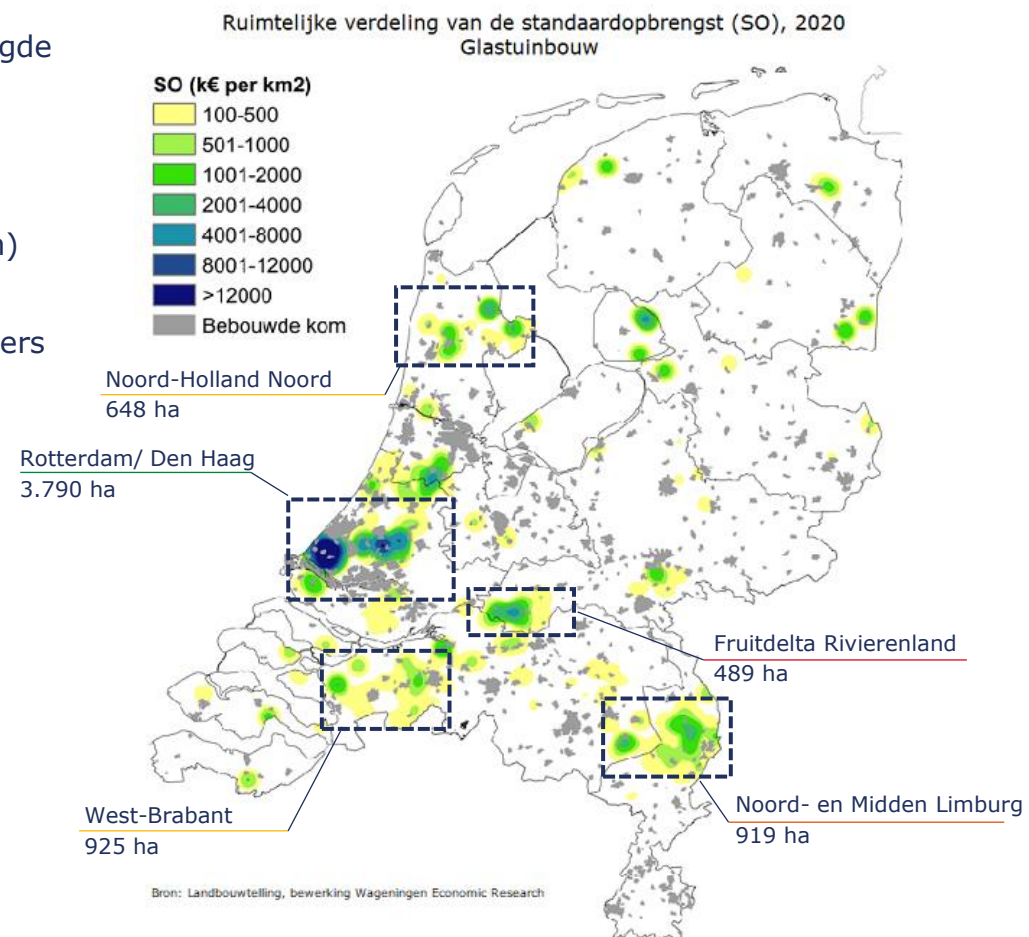 Ruimtelijke verdeling van de standaardopbrengst (SO), 2020
Glastuinbouw
gde
n)
ers
SO (k€ per km2)
100-500
501-1000
1001-2000
2001-4000
4001-8000
8001-12000
>12000
Bebouwde kom
Noord-Holland Noord
648 ha
Rotterdam/ Den Haag
3.790 ha
Fruitdelta Rivierenland
489 ha
West-Brabant
925 ha
Noord- en Midden Limburg
919 ha
Bron: Landbouwtelling, bewerking Wageningen Economic Research